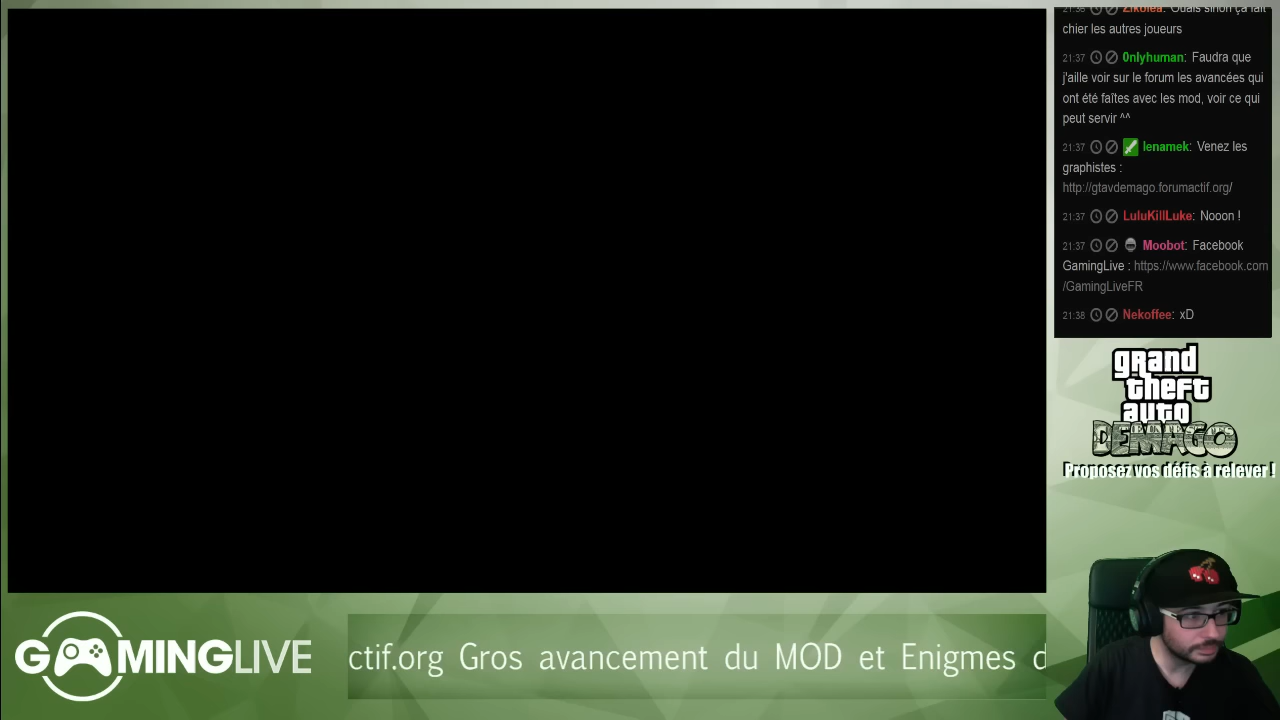 21:36 Zikolea: Ouais sinon ça fait
chier les autres joueurs
21:37 0nlyhuman: Faudra que
j'aille voir sur le forum les avancées qui
ont été faîtes avec les mod, voir ce qui
peut servir ^^
21:37 lenamek: Venez les
graphistes :
http://gtavdemago.forumactif.org/
21:37 LuluKillLuke: Nooon !
21:37 Moobot: Facebook
GamingLive : https://www.facebook.com
/GamingLiveFR
21:38 Nekoffee: xD
grand
theft
auto
DEMAGO
Proposez vos défis à relever !
GAMINGLIVE
ctif.org Gros avancement du MOD et Enigmes d